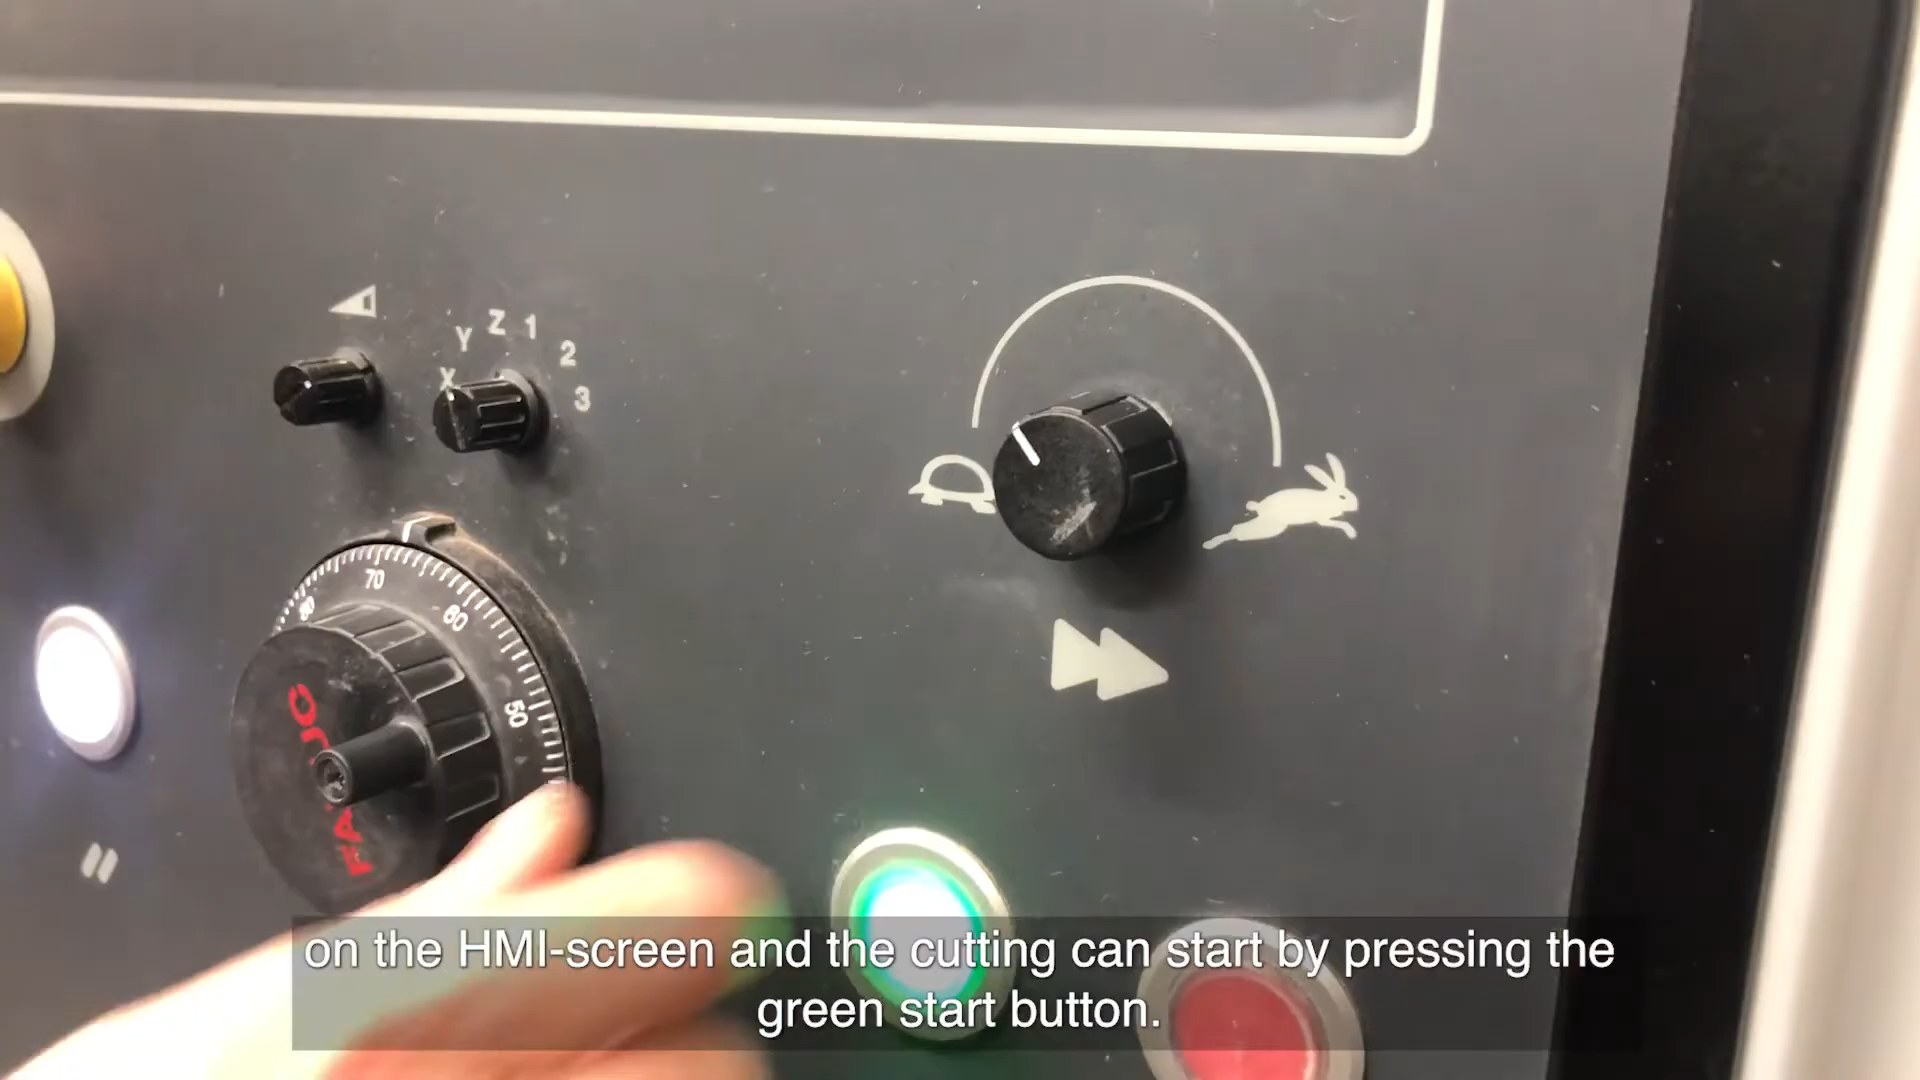 Z 1
Y 2
X 3
80 70 60
50
on the HMI-screen and the cutting can start by pressing the
green start button.